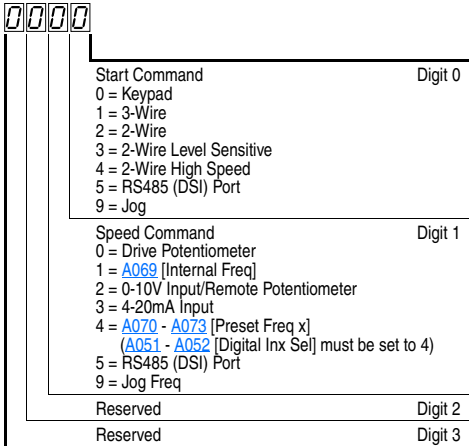 0000
Start Command Digit 0
0 = Keypad
1 = 3-Wire
2 = 2-Wire
3 = 2-Wire Level Sensitive
4 = 2-Wire High Speed
5 = RS485 (DSI) Port
9 = Jog
Speed Command Digit 1
0 = Drive Potentiometer
1 = A069 [Internal Freq]
2 = 0-10V Input/Remote Potentiometer
3 = 4-20mA Input
4 = A070 - A073 [Preset Freq x]
(A051 - A052 [Digital Inx Sel] must be set to 4)
5 = RS485 (DSI) Port
9 = Jog Freq
Reserved Digit 2
Reserved Digit 3